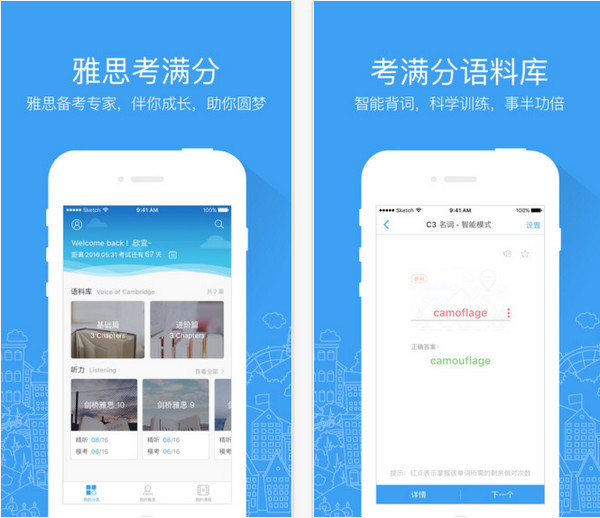 雅思考满分
雅思备考专家，伴你成长，助你圆梦
Sketch 9:41 AM 100%
Welcome back！欣宜~
距离 2016.05.31 考试还有 67 天
语料库 Voice of Cambridge 共 2 篇
基础篇
3 Chapters
进阶篇
3 Chapters
听力 Listening 查看全部
剑桥雅思 10
剑桥雅思 9
精听 08/16
模考 06/16
精听 08/16
模考 06/16
考满分语料库
智能背词，科学训练，事半功倍
Sketch 9:41 AM 100%
C3 名词 - 智能模式 设置
camoflage
正确答案：
camouflage
提示：红点表示掌握该单词所需的剩余做对次数
详情 下一个